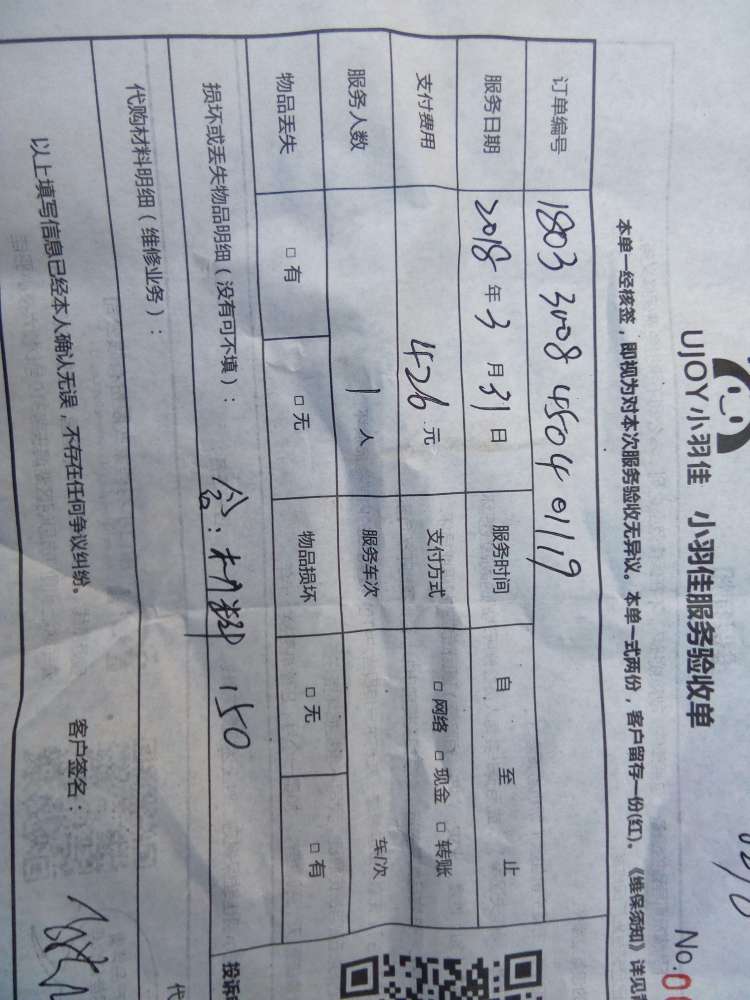 UJOY小羽佳 小羽佳服务验收单
No.0
本单一经核签，即视为对本次服务验收无异议。本单一式两份，客户留存一份(红)。《维保须知》详见
订单编号 1803 3008 4504 01119
服务日期 2018 年 3 月 31 日 服务时间 自 至 止
支付费用 426 元 支付方式 □ 网络 □ 现金 □ 转账
服务人数 1 人 服务车次 车/次
物品丢失 □ 有 □ 无 物品损坏 □ 无 □ 有
损坏或丢失物品明细（没有可不填）：
150
代购材料明细（维修业务）：
以上填写信息已经本人确认无误，不存在任何争议纠纷。 客户签名：
投诉
代